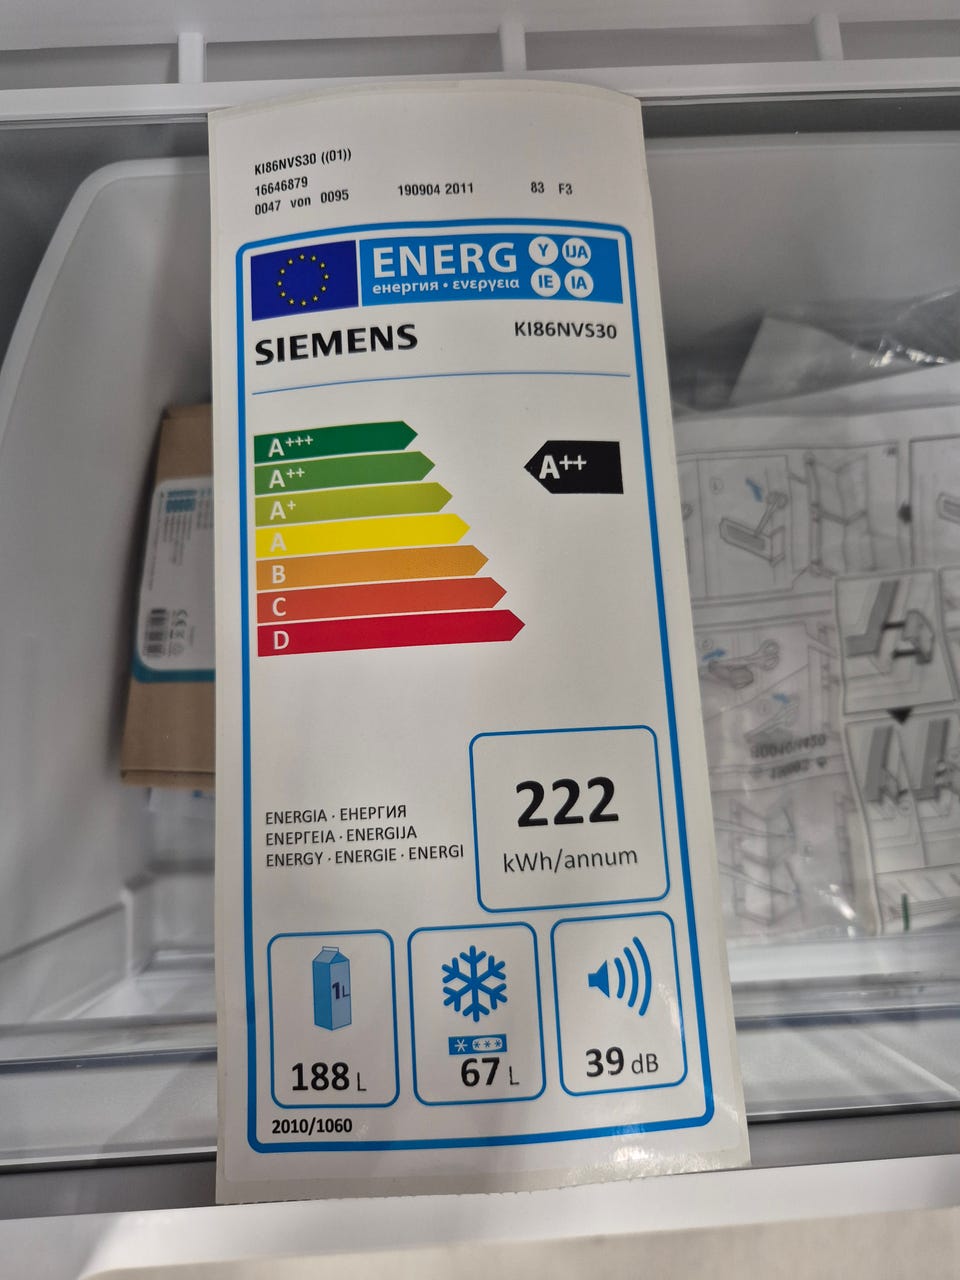 KI86NVS30 ((01))
16646879
0047 von 0095 190904 2011 83 F3
ENERG Y IJA
енергия · ενεργεια IE IA
SIEMENS KI86NVS30
A+++
A++
A++
A+
A
B
C
D
222
kWh/annum
ENERGIA · ЕНЕРГИЯ
ΕΝΕΡΓΕΙΑ · ENERGIJA
ENERGY · ENERGIE · ENERGI
1L
188 L
67 L
39 dB
2010/1060